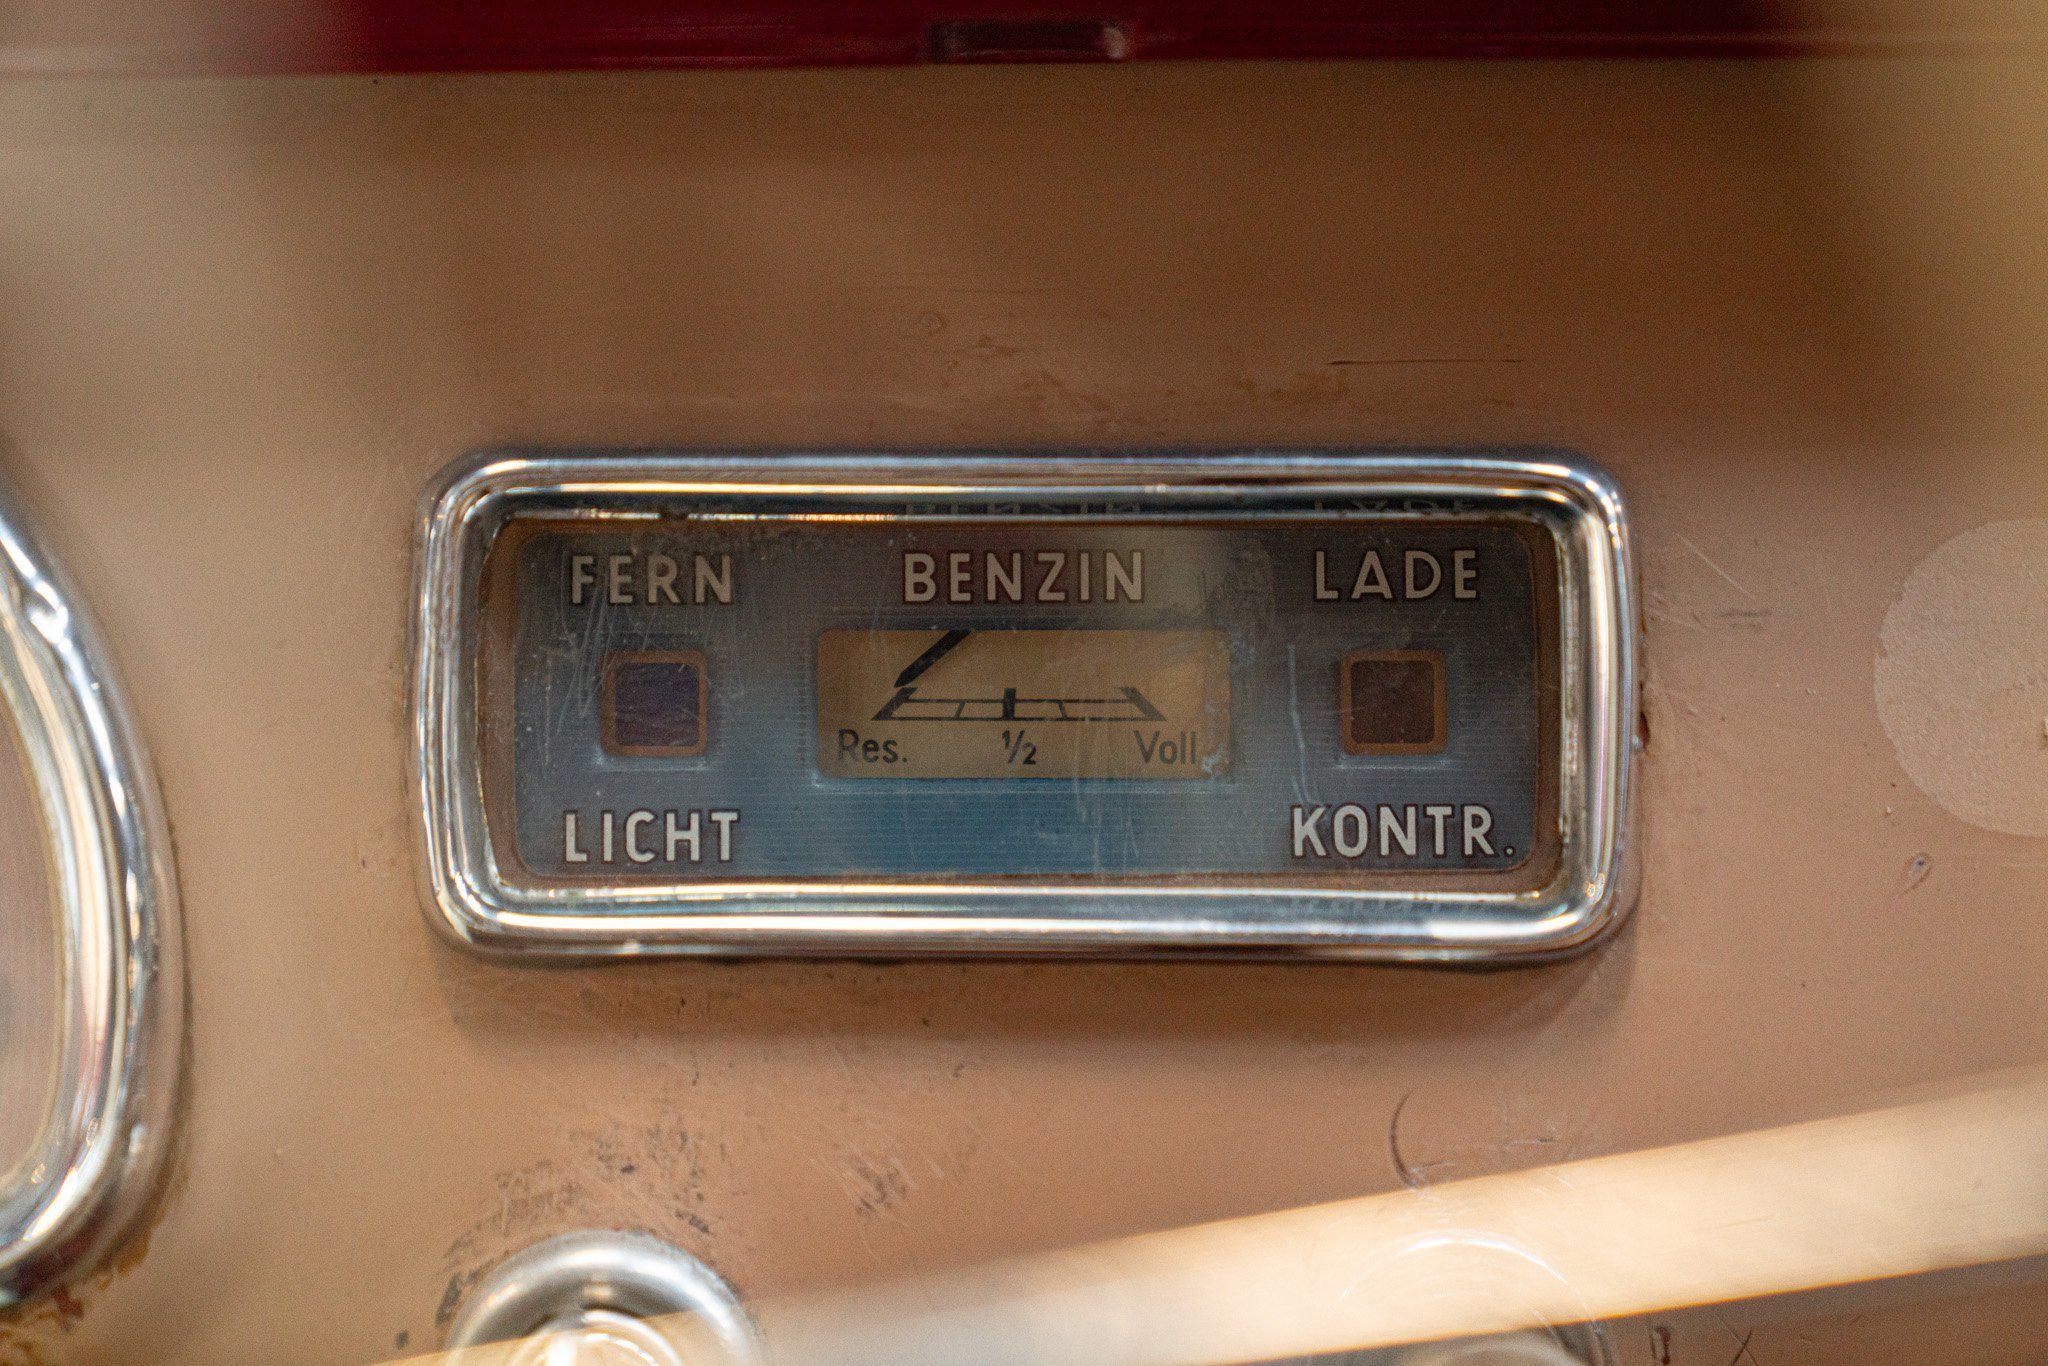 FERN BENZIN LADE
Res. ½ Voll
LICHT KONTR.